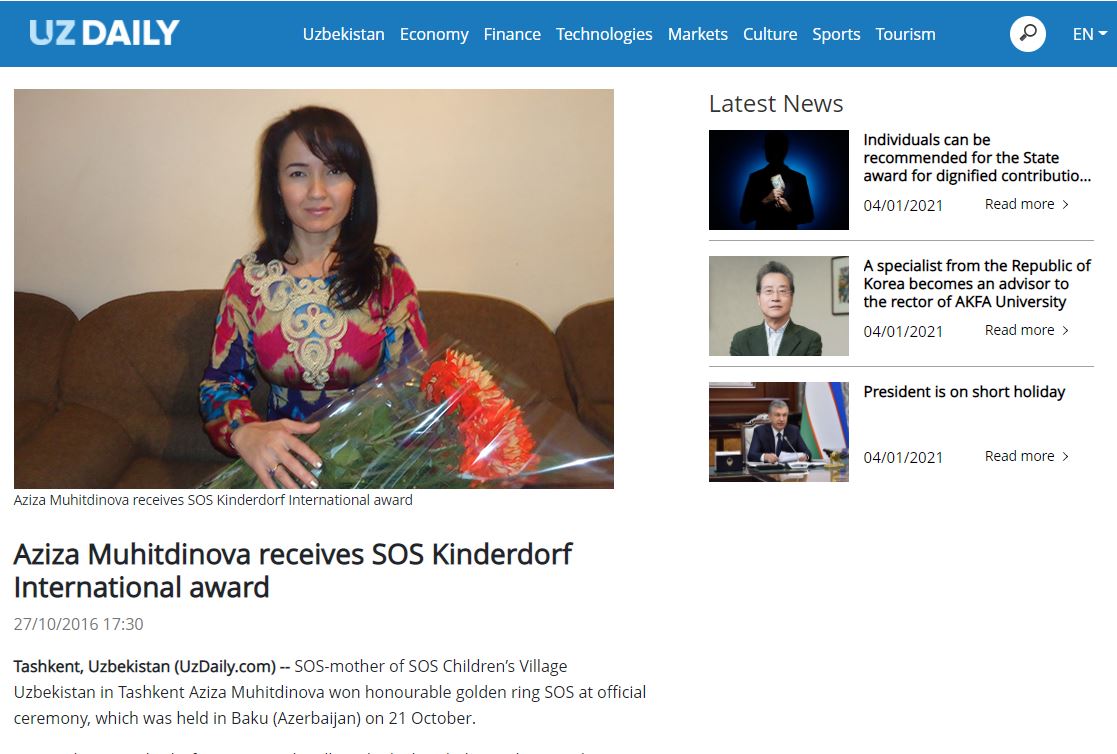 UZ DAILY
Uzbekistan Economy Finance Technologies Markets Culture Sports Tourism
EN
Aziza Muhitdinova receives SOS Kinderdorf International award
Aziza Muhitdinova receives SOS Kinderdorf
International award
27/10/2016 17:30
Tashkent, Uzbekistan (UzDaily.com) -- SOS-mother of SOS Children’s Village
Uzbekistan in Tashkent Aziza Muhitdinova won honourable golden ring SOS at official
ceremony, which was held in Baku (Azerbaijan) on 21 October.
Latest News
Individuals can be
recommended for the State
award for dignified contributio...
04/01/2021 Read more
A specialist from the Republic of
Korea becomes an advisor to
the rector of AKFA University
04/01/2021 Read more
President is on short holiday
04/01/2021 Read more